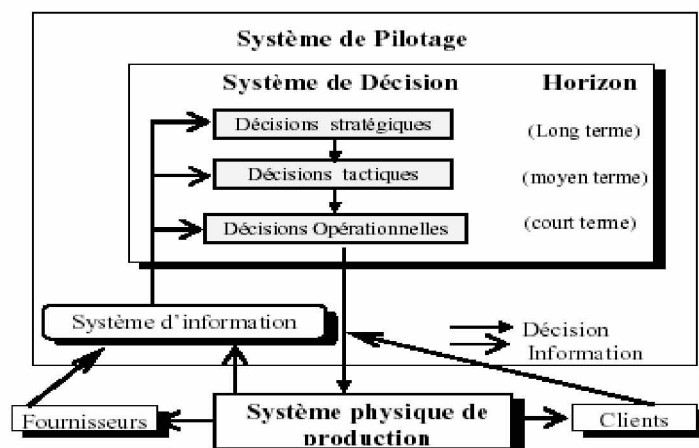 Système de Pilotage
Système de Décision Horizon
Décisions stratégiques (Long terme)
Décisions tactiques (moyen terme)
Décisions Opérationnelles (court terme)
Système d'information
Décision
Information
Fournisseurs
Système physique de
production
Clients